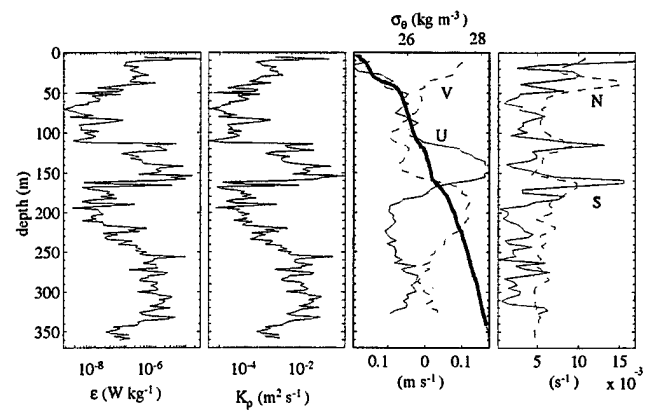 σθ (kg m⁻³)
26 28
0
50
100
150
200
250
300
350
depth (m)
V
U
N
S
10⁻⁸ 10⁻⁶
ε (W kg⁻¹)
10⁻⁴ 10⁻²
Kρ (m² s⁻¹)
0.1 0 0.1
(m s⁻¹)
5 10 15
(s⁻¹) x 10⁻³